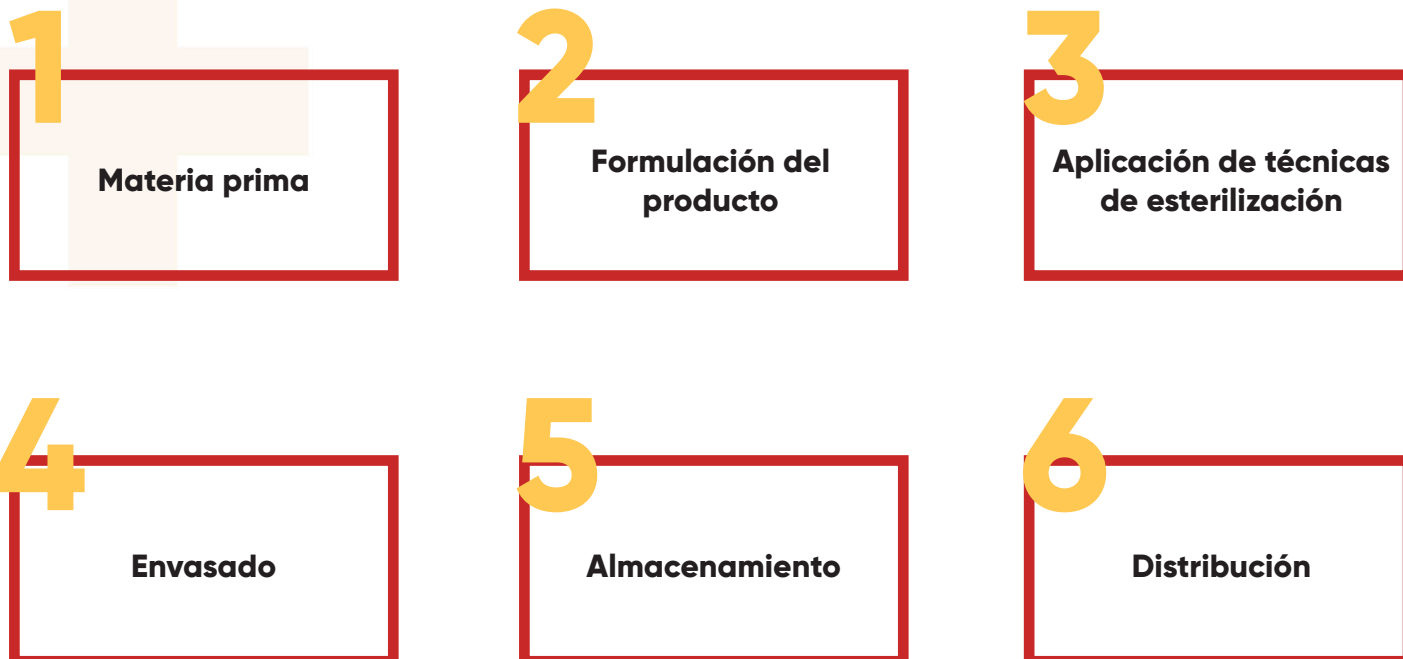 1
Materia prima
2
Formulación del
producto
3
Aplicación de técnicas
de esterilización
4
Envasado
5
Almacenamiento
6
Distribución